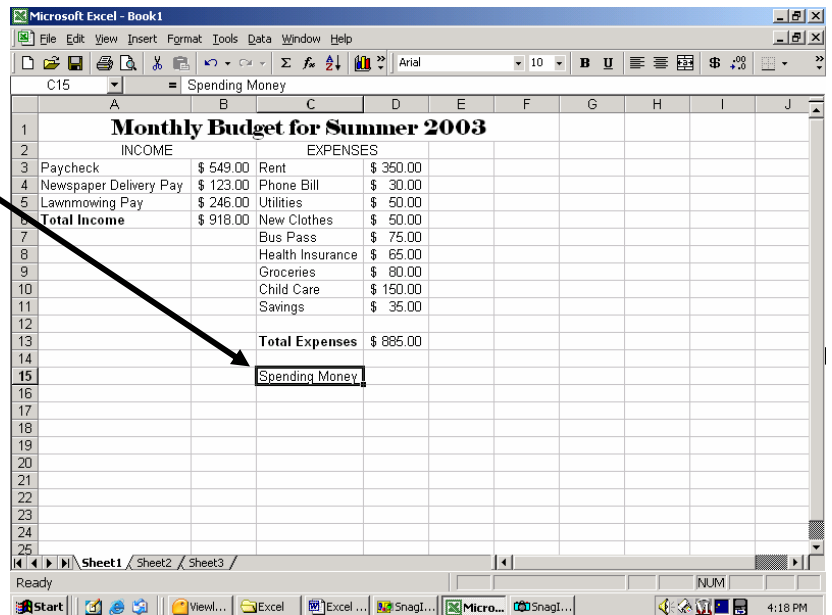 Microsoft Excel - Book1
File Edit View Insert Format Tools Data Window Help
Arial 10 B U $
C15 = Spending Money
A B C D E F G H I J
1 Monthly Budget for Summer 2003
2 INCOME EXPENSES
3 Paycheck $ 549.00 Rent $ 350.00
4 Newspaper Delivery Pay $ 123.00 Phone Bill $ 30.00
5 Lawnmowing Pay $ 246.00 Utilities $ 50.00
6 Total Income $ 918.00 New Clothes $ 50.00
7 Bus Pass $ 75.00
8 Health Insurance $ 65.00
9 Groceries $ 80.00
10 Child Care $ 150.00
11 Savings $ 35.00
12
13 Total Expenses $ 885.00
14
15 Spending Money
16
17
18
19
20
21
22
23
24
25
Sheet1 Sheet2 Sheet3
Ready NUM
Start Viewl... Excel Excel ... SnagI... Micro... SnagI... 4:18 PM